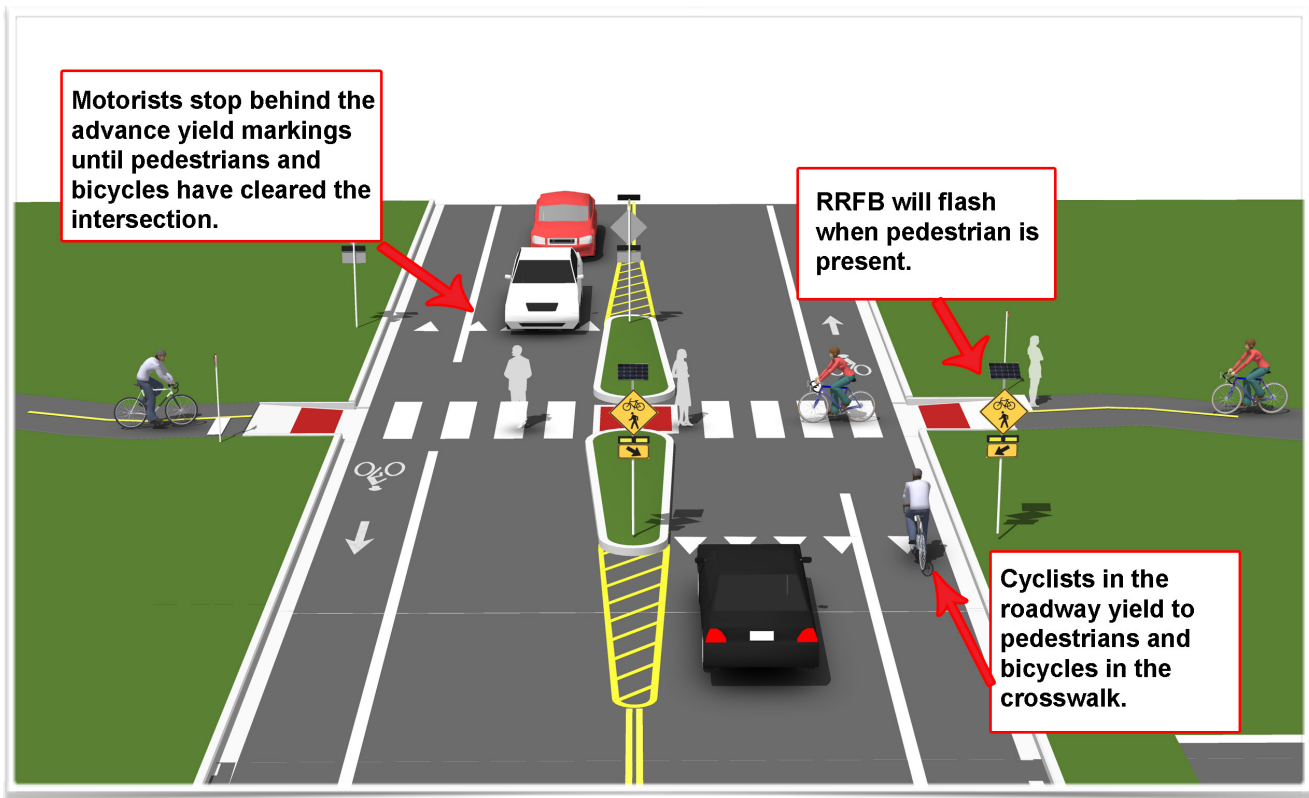 Motorists stop behind the
advance yield markings
until pedestrians and
bicycles have cleared the
intersection.
RRFB will flash
when pedestrian is
present.
Cyclists in the
roadway yield to
pedestrians and
bicycles in the
crosswalk.